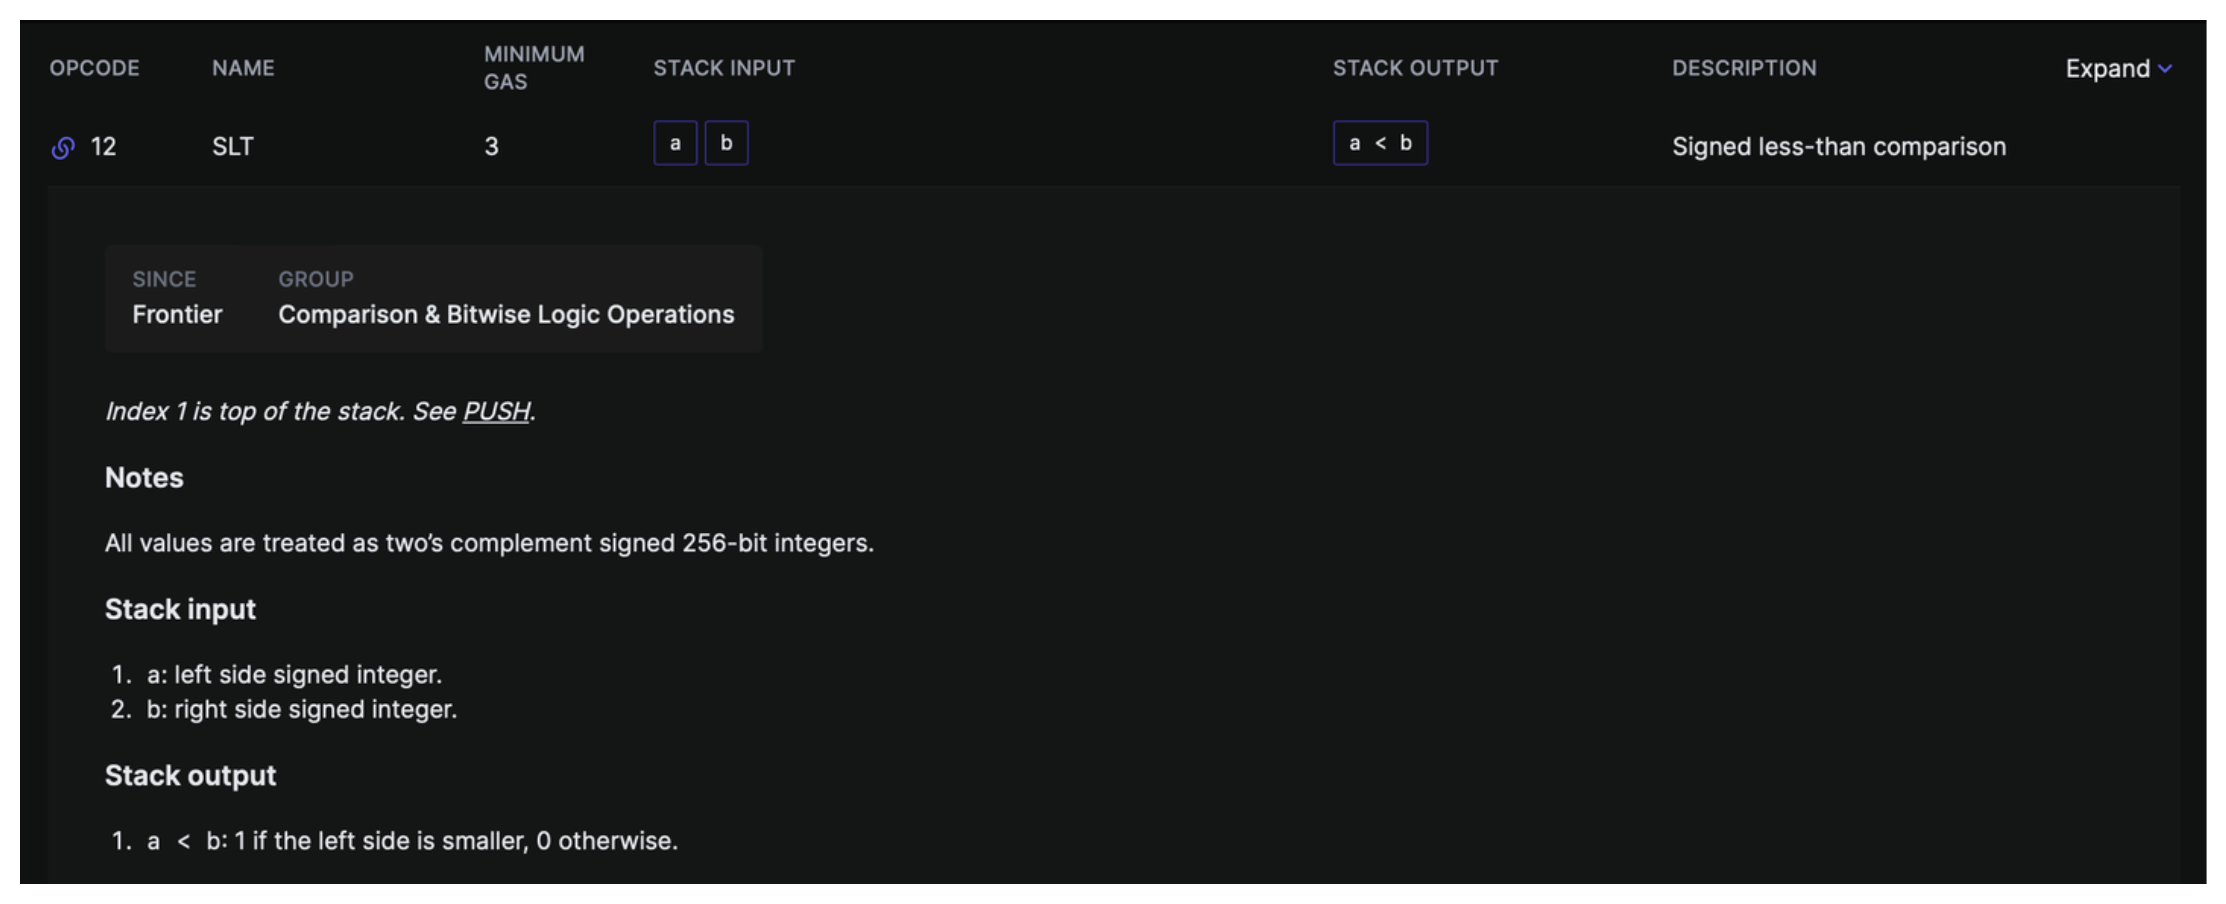 OPCODE NAME MINIMUM GAS STACK INPUT STACK OUTPUT DESCRIPTION Expand
12 SLT 3 a b a < b Signed less-than comparison
SINCE GROUP
Frontier Comparison & Bitwise Logic Operations
Index 1 is top of the stack. See PUSH.
Notes
All values are treated as two’s complement signed 256-bit integers.
Stack input
1. a: left side signed integer.
2. b: right side signed integer.
Stack output
1. a < b: 1 if the left side is smaller, 0 otherwise.